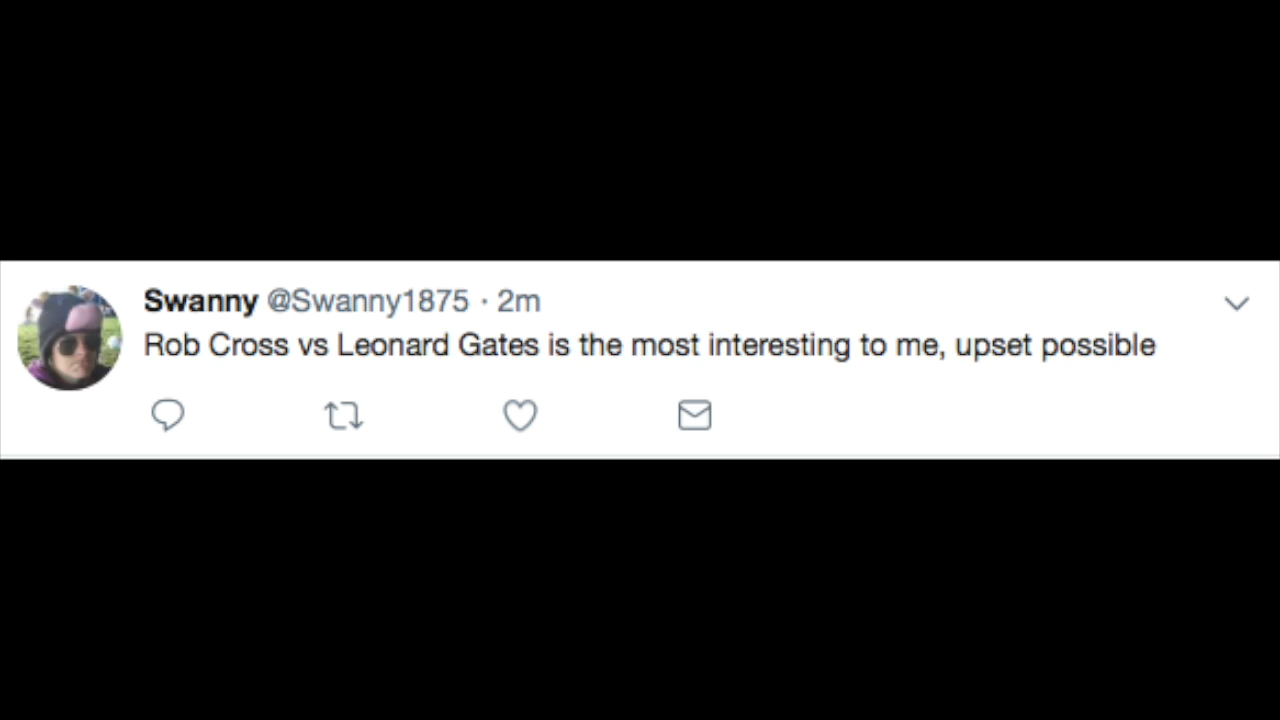 Swanny @Swanny1875 · 2m
Rob Cross vs Leonard Gates is the most interesting to me, upset possible